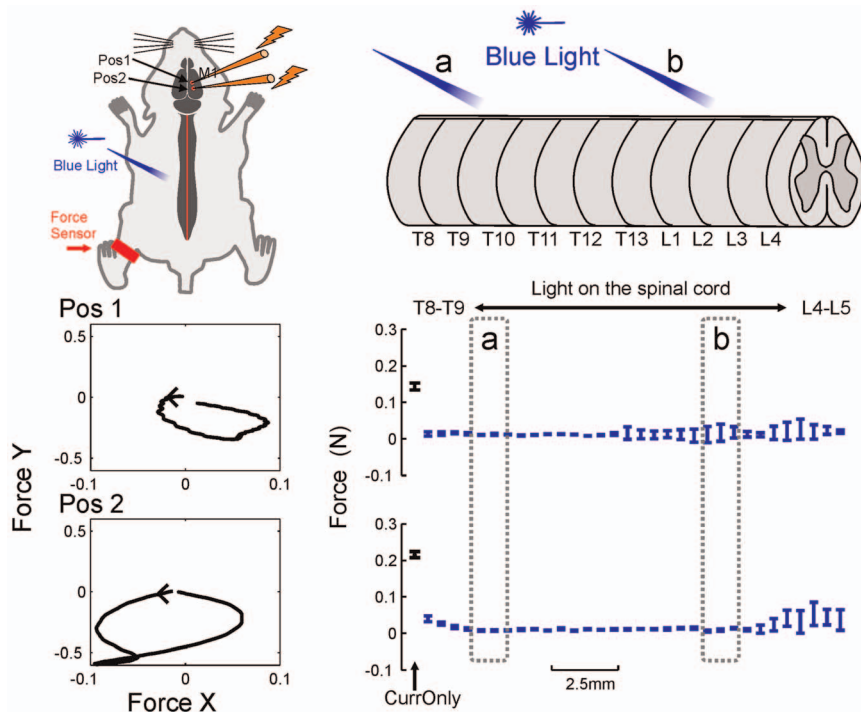 Pos1
Pos2
M1
Blue Light
Force
Sensor
a
Blue Light
b
T8 T9 T10 T11 T12 T13 L1 L2 L3 L4
Pos 1
0.5
0
-0.5
-0.1 0 0.1
Pos 2
0.5
0
-0.5
-0.1 0 0.1
Force Y
Force X
Light on the spinal cord
T8-T9
L4-L5
a
b
0.3
0.2
0.1
0
-0.1
0.3
0.2
0.1
0
-0.1
Force (N)
2.5mm
CurrOnly